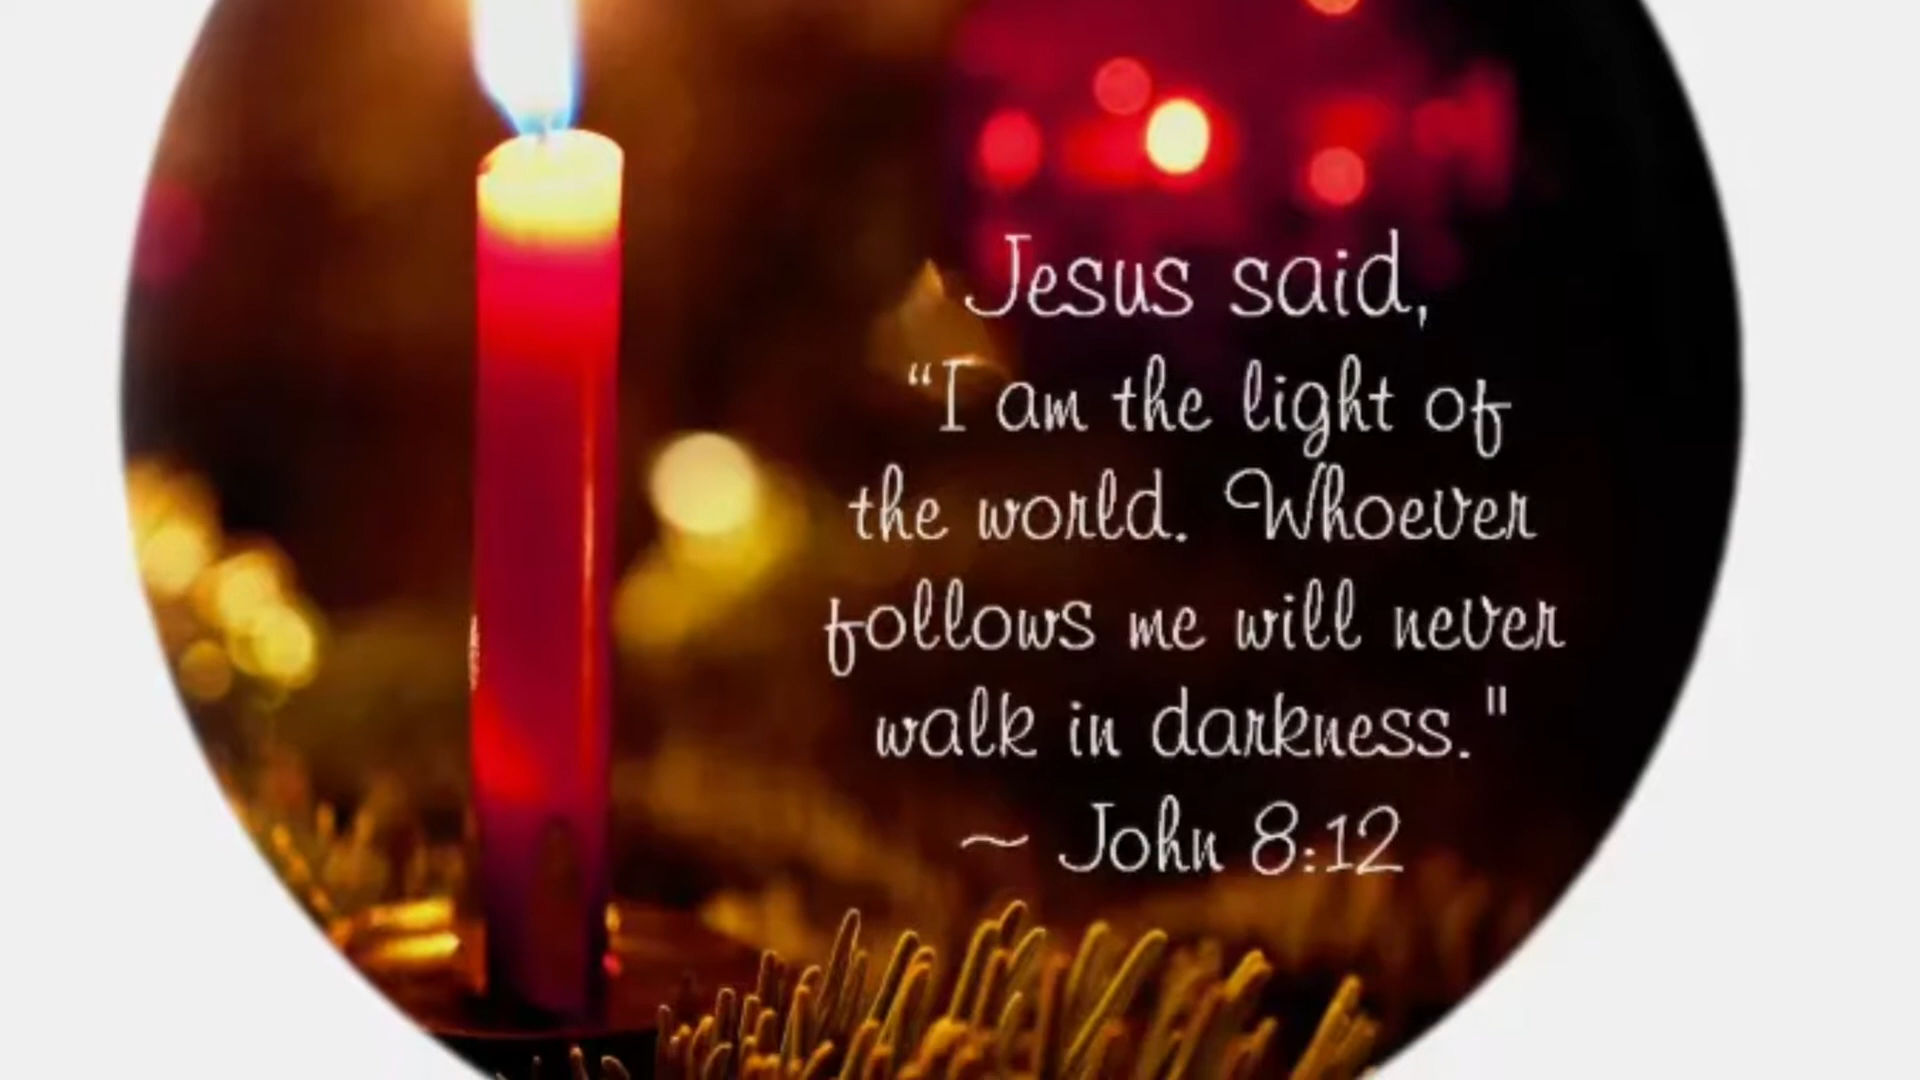 Jesus said,
“I am the light of
the world. Whoever
follows me will never
walk in darkness."
~ John 8:12